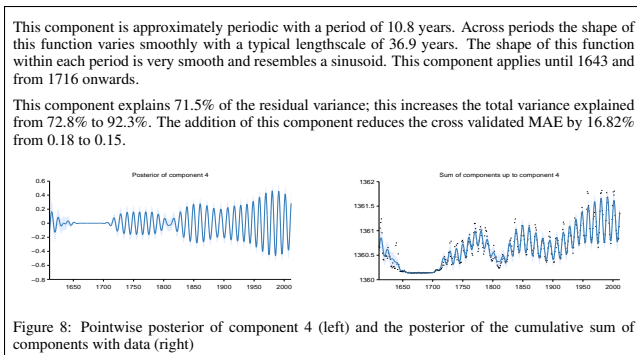 This component is approximately periodic with a period of 10.8 years. Across periods the shape of
this function varies smoothly with a typical lengthscale of 36.9 years. The shape of this function
within each period is very smooth and resembles a sinusoid. This component applies until 1643 and
from 1716 onwards.
This component explains 71.5% of the residual variance; this increases the total variance explained
from 72.8% to 92.3%. The addition of this component reduces the cross validated MAE by 16.82%
from 0.18 to 0.15.
Posterior of component 4
0.6
0.4
0.2
0
−0.2
−0.4
−0.6
−0.8
1650 1700 1750 1800 1850 1900 1950 2000
Sum of components up to component 4
1362
1361.5
1361
1360.5
1360
1650 1700 1750 1800 1850 1900 1950 2000
Figure 8: Pointwise posterior of component 4 (left) and the posterior of the cumulative sum of
components with data (right)